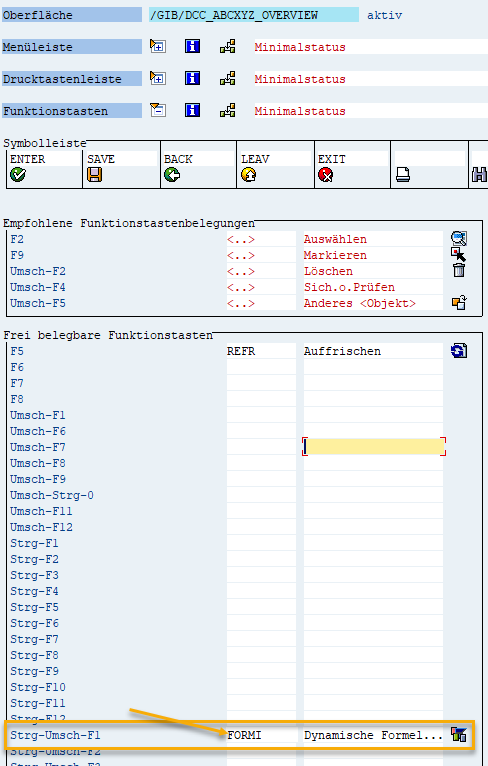 Oberfläche /GIB/DCC_ABCXYZ_OVERVIEW aktiv
Menüleiste Minimalstatus
Drucktastenleiste Minimalstatus
Funktionstasten Minimalstatus
Symbolleiste
ENTER SAVE BACK LEAV EXIT
Empfohlene Funktionstastenbelegungen
F2 <..> Auswählen
F9 <..> Markieren
Umsch-F2 <..> Löschen
Umsch-F4 <..> Sich.o.Prüfen
Umsch-F5 <..> Anderes <Objekt>
Frei belegbare Funktionstasten
F5 REFR Auffrischen
F6
F7
F8
Umsch-F1
Umsch-F6
Umsch-F7
Umsch-F8
Umsch-F9
Umsch-Strg-0
Umsch-F11
Umsch-F12
Strg-F1
Strg-F2
Strg-F3
Strg-F4
Strg-F5
Strg-F6
Strg-F7
Strg-F8
Strg-F9
Strg-F10
Strg-F11
Strg-F12
Strg-Umsch-F1 FORMI Dynamische Formel...
Strg-Umsch-F2
Strg-Umsch-F3